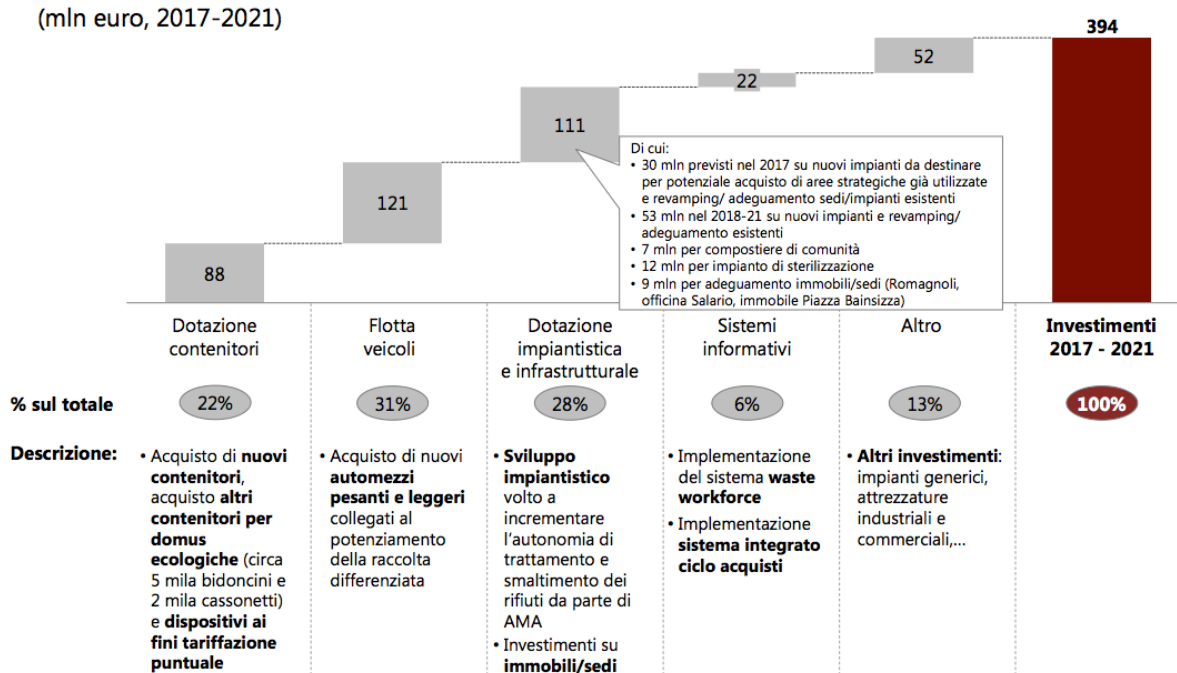 (mln euro, 2017-2021)
88
121
111
22
52
394
Di cui:
• 30 mln previsti nel 2017 su nuovi impianti da destinare
per potenziale acquisto di aree strategiche già utilizzate
e revamping/ adeguamento sedi/impianti esistenti
• 53 mln nel 2018-21 su nuovi impianti e revamping/
adeguamento esistenti
• 7 mln per compostiere di comunità
• 12 mln per impianto di sterilizzazione
• 9 mln per adeguamento immobili/sedi (Romagnoli,
officina Salario, immobile Piazza Bainsizza)
Dotazione
contenitori
Flotta
veicoli
Dotazione
impiantistica
e infrastrutturale
Sistemi
informativi
Altro
Investimenti
2017 - 2021
% sul totale
22%
31%
28%
6%
13%
100%
Descrizione:
• Acquisto di nuovi
contenitori,
acquisto altri
contenitori per
domus
ecologiche (circa
5 mila bidoncini e
2 mila cassonetti)
e dispositivi ai
fini tariffazione
puntuale
• Acquisto di nuovi
automezzi
pesanti e leggeri
collegati al
potenziamento
della raccolta
differenziata
• Sviluppo
impiantistico
volto a
incrementare
l'autonomia di
trattamento e
smaltimento dei
rifiuti da parte di
AMA
• Investimenti su
immobili/sedi
• Implementazione
del sistema waste
workforce
• Implementazione
sistema integrato
ciclo acquisti
• Altri investimenti:
impianti generici,
attrezzature
industriali e
commerciali,...